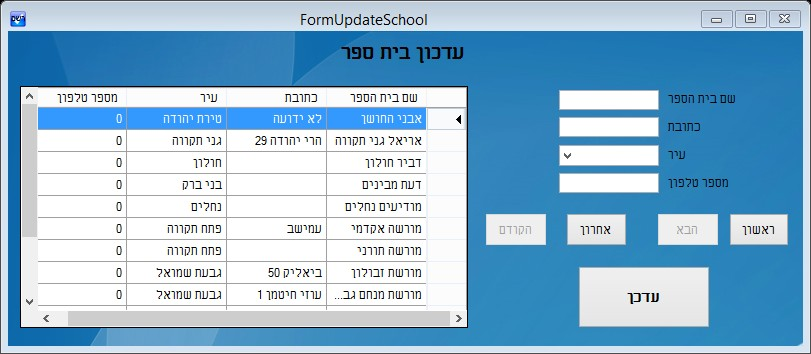 FormUpdateSchool
עדכון בית ספר
שם בית הספר
כתובת
עיר
מספר טלפון
ראשון הבא אחרון הקודם
עדכן
שם בית הספר כתובת עיר מספר טלפון
אבני החושן לא ידועה טירת יהודה 0
אריאל גני תקווה הרי יהודה 29 גני תקווה 0
דביר חולון חולון 0
דעת מבינים בני ברק 0
מודיעים נחלים נחלים 0
מורשה אקדמי עמישב פתח תקווה 0
מורשה תורני פתח תקווה 0
מורשת זבולון ביאליק 50 גבעת שמואל 0
מורשת מנחם גב... עוזי חיטמן 1 גבעת שמואל 0